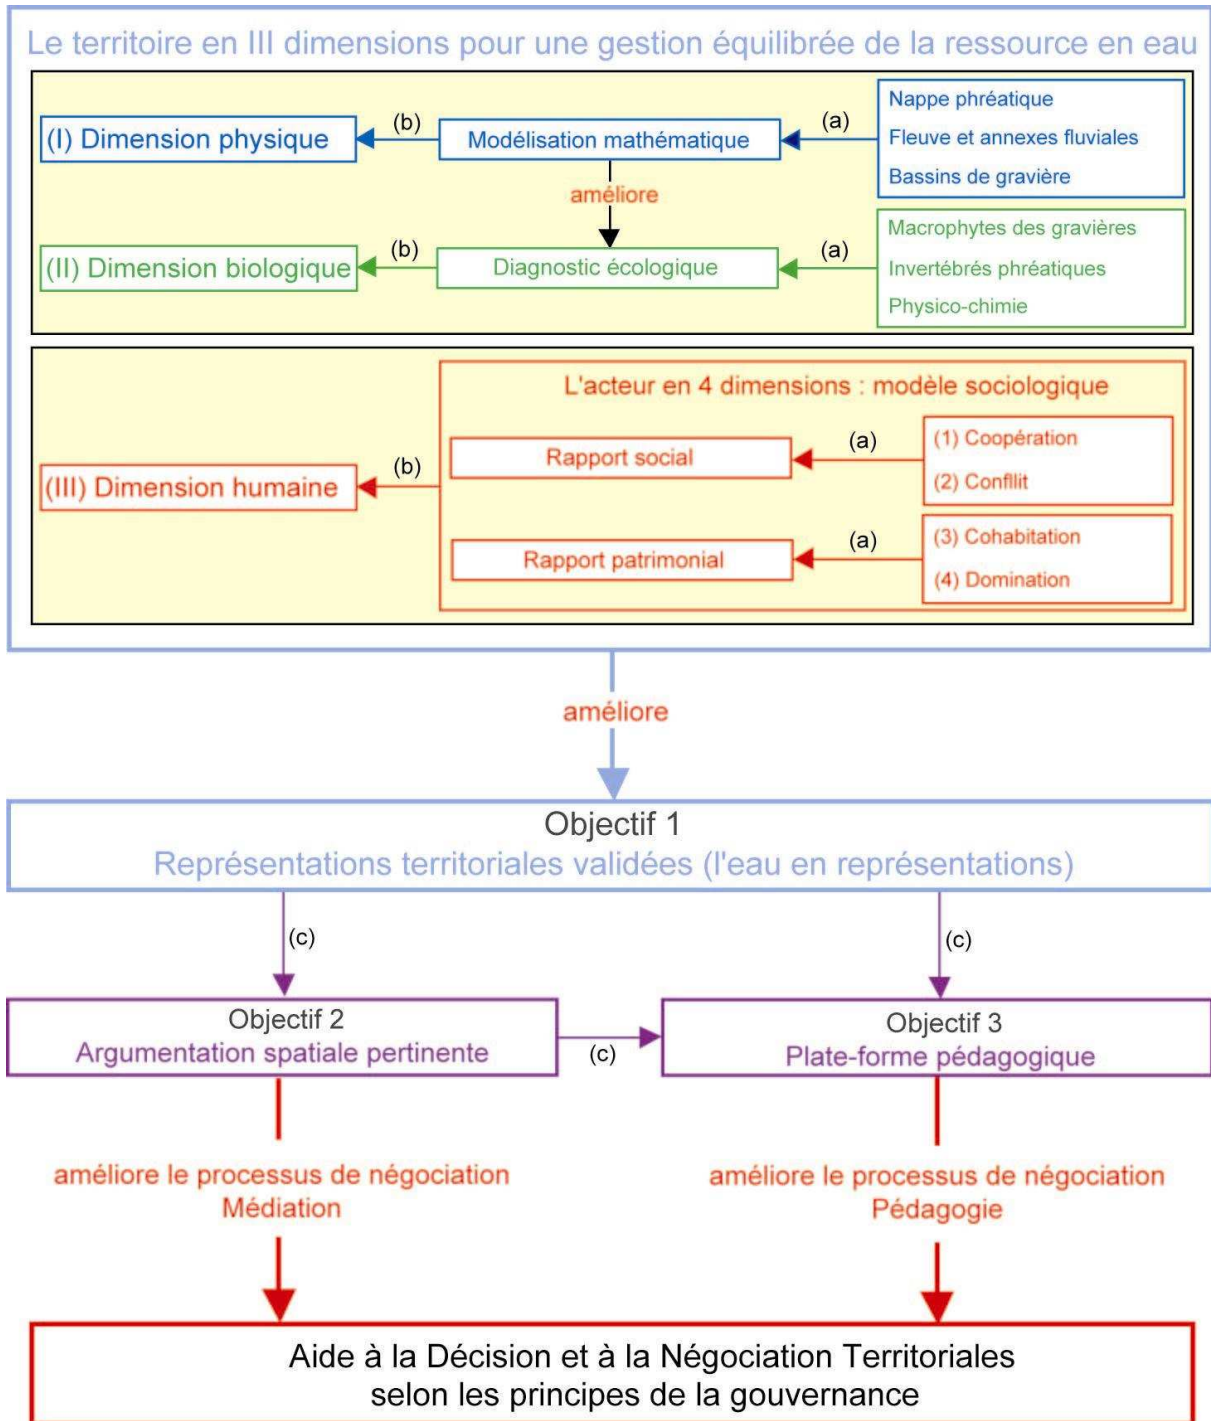 Le territoire en III dimensions pour une gestion équilibrée de la ressource en eau
(I) Dimension physique
(b)
Modélisation mathématique
(a)
Nappe phréatique
Fleuve et annexes fluviales
Bassins de gravière
améliore
(II) Dimension biologique
(b)
Diagnostic écologique
(a)
Macrophytes des gravières
Invertébrés phréatiques
Physico-chimie
L'acteur en 4 dimensions : modèle sociologique
(III) Dimension humaine
(b)
Rapport social
(a)
(1) Coopération
(2) Confllit
Rapport patrimonial
(a)
(3) Cohabitation
(4) Domination
améliore
Objectif 1
Représentations territoriales validées (l'eau en représentations)
(c)
(c)
Objectif 2
Argumentation spatiale pertinente
(c)
Objectif 3
Plate-forme pédagogique
améliore le processus de négociation
Médiation
améliore le processus de négociation
Pédagogie
Aide à la Décision et à la Négociation Territoriales
selon les principes de la gouvernance